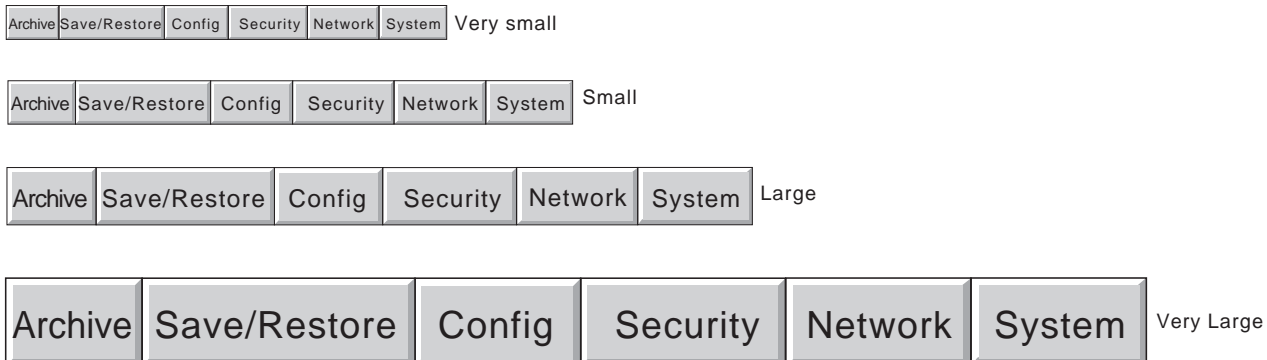 Archive Save/Restore Config Security Network System Very small
Archive Save/Restore Config Security Network System Small
Archive Save/Restore Config Security Network System Large
Archive Save/Restore Config Security Network System Very Large